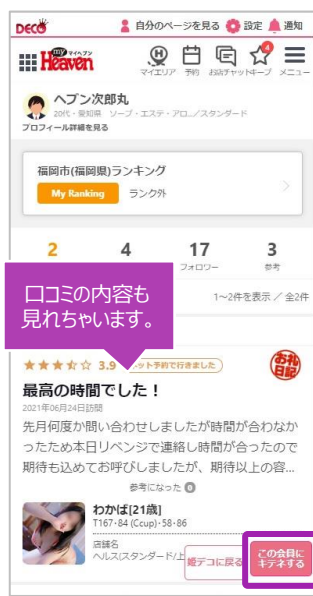 DECO 自分のページを見る 設定 通知
My マイヘブン
Heaven
マイエリア 予約 お店チャット キープ メニュー
ヘブン次郎丸
20代・愛知県 ソープ・エステ・アロ.../スタンダード
プロフィール詳細を見る
福岡市(福岡県)ランキング
My Ranking ランク外
2 4 17 3
フォロワー 参考
口コミの内容も
見れちゃいます。
1~2件を表示 / 全2件
3.9 ネット予約で行きました
お礼
日記
最高の時間でした！
2021年06月24日訪問
先月何度か問い合わせしましたが時間が合わなか
ったため本日リベンジで連絡し時間が合ったので
期待も込めてお呼びしましたが、期待以上の容...
参考になった 0
わかば[21歳]
T167・84(Ccup)・58・86
店舗名
ヘルス(スタンダード/上
姫デコに戻る
この会員に
キテネする